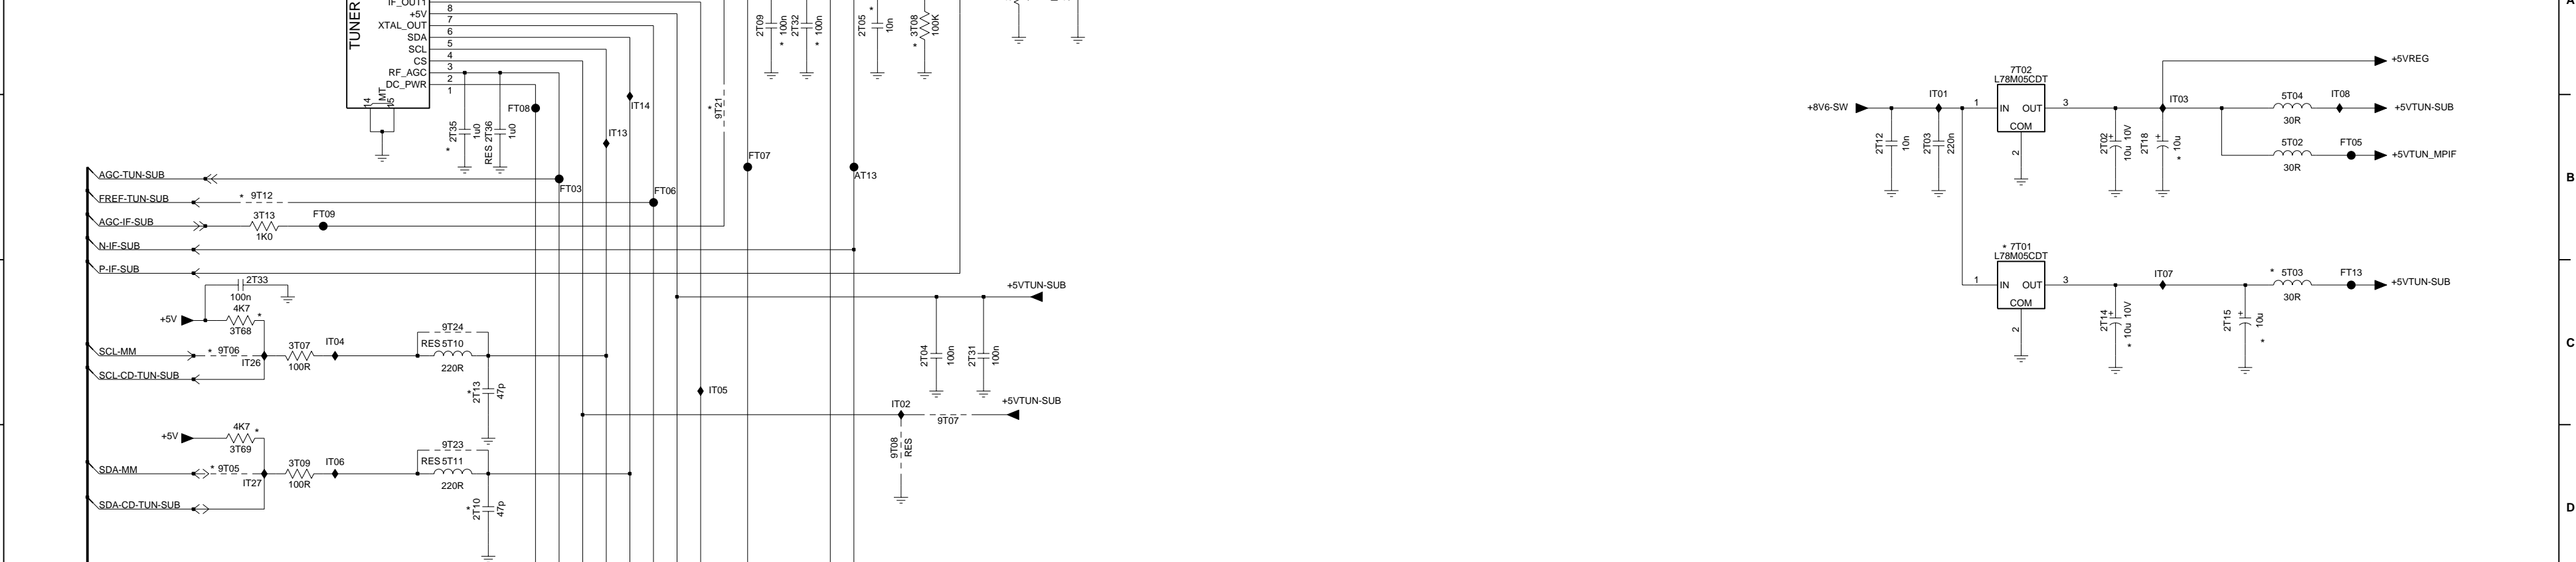 TUNER
IF_OUT1
8
+5V
7
XTAL_OUT
6
SDA
5
SCL
4
CS
3
RF_AGC
2
DC_PWR
1
14
MT
15
2T09
* 100n
2T32
* 100n
2T05
*
10n
3T08
*
100K
A
* 2T35
1u0
RES 2T36
1u0
FT08
IT14
IT13
* 9T21
FT07
AT13
FT03
FT06
AGC-TUN-SUB
FREF-TUN-SUB
* 9T12
AGC-IF-SUB
3T13
1K0
FT09
N-IF-SUB
P-IF-SUB
2T33
100n
+5V
4K7
*
3T68
SCL-MM
* 9T06
IT26
3T07
100R
IT04
9T24
RES 5T10
220R
SCL-CD-TUN-SUB
* 2T13
47p
+5V
4K7
*
3T69
SDA-MM
* 9T05
IT27
3T09
100R
IT06
9T23
RES 5T11
220R
SDA-CD-TUN-SUB
* 2T10
47p
IT05
+5VTUN-SUB
2T04
100n
2T31
100n
IT02
9T07
+5VTUN-SUB
9T08
RES
+8V6-SW
2T12
10n
IT01
2T03
220n
7T02
L78M05CDT
1
IN
OUT
3
COM
2
2T02
+
10u 10V
2T18
+
10u
*
IT03
+5VREG
5T04
30R
IT08
+5VTUN-SUB
5T02
30R
FT05
+5VTUN_MPIF
B
* 7T01
L78M05CDT
1
IN
OUT
3
COM
2
2T14
+
* 10u 10V
IT07
2T15
+
10u
*
* 5T03
30R
FT13
+5VTUN-SUB
C
D